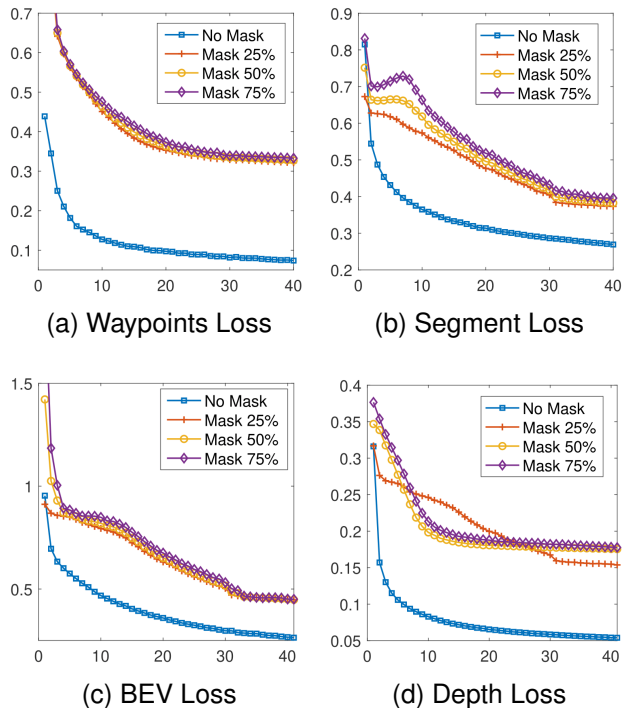 No Mask
Mask 25%
Mask 50%
Mask 75%
0.7
0.6
0.5
0.4
0.3
0.2
0.1
0 10 20 30 40
(a) Waypoints Loss
No Mask
Mask 25%
Mask 50%
Mask 75%
0.9
0.8
0.7
0.6
0.5
0.4
0.3
0.2
0 10 20 30 40
(b) Segment Loss
No Mask
Mask 25%
Mask 50%
Mask 75%
1.5
1
0.5
0 10 20 30 40
(c) BEV Loss
No Mask
Mask 25%
Mask 50%
Mask 75%
0.4
0.35
0.3
0.25
0.2
0.15
0.1
0.05
0 10 20 30 40
(d) Depth Loss